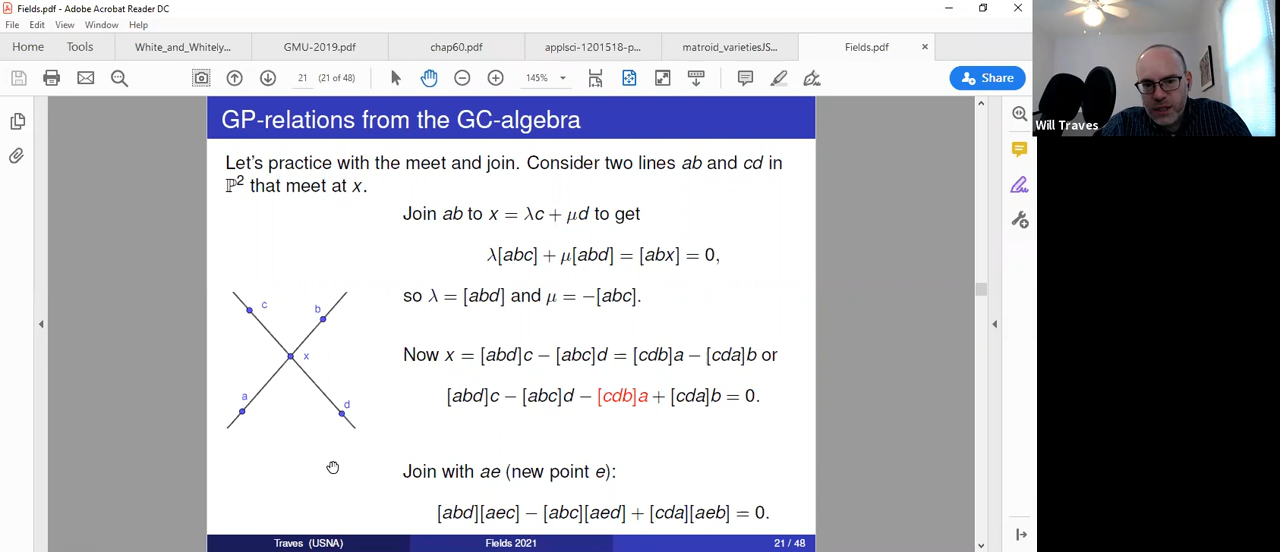 Fields.pdf - Adobe Acrobat Reader DC
File Edit View Window Help
Home Tools White_and_Whitely... GMU-2019.pdf chap60.pdf applsci-1201518-p... matroid_varietiesJS... Fields.pdf ×
21 (21 of 48) 145% Share
Will Traves
GP-relations from the GC-algebra
Let's practice with the meet and join. Consider two lines ab and cd in
ℙ² that meet at x.
Join ab to x = λc + μd to get
λ[abc] + μ[abd] = [abx] = 0,
so λ = [abd] and μ = −[abc].
c b
x
a d
Now x = [abd]c − [abc]d = [cdb]a − [cda]b or
[abd]c − [abc]d − [cdb]a + [cda]b = 0.
Join with ae (new point e):
[abd][aec] − [abc][aed] + [cda][aeb] = 0.
Traves (USNA) Fields 2021 21 / 48